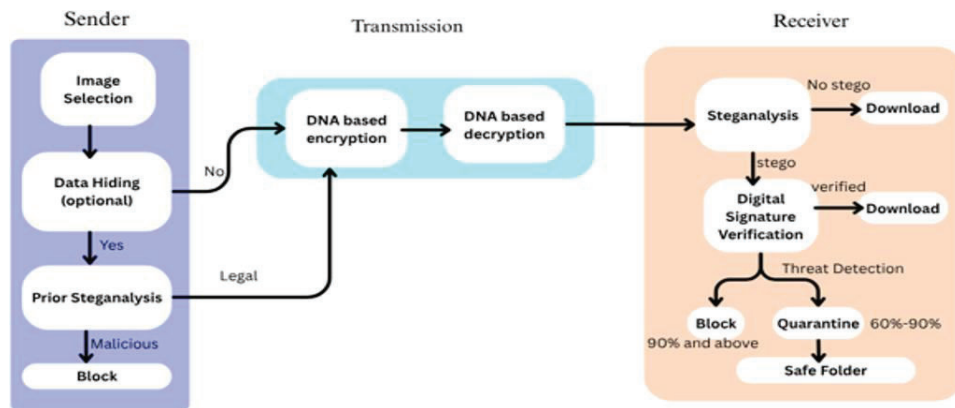 Sender
Transmission
Receiver
Image
Selection
Data Hiding
(optional)
No
Yes
Prior Steganalysis
Legal
Malicious
Block
DNA based
encryption
DNA based
decryption
Steganalysis
No stego
Download
stego
Digital
Signature
Verification
verified
Download
Threat Detection
Block
90% and above
Quarantine
60%-90%
Safe Folder